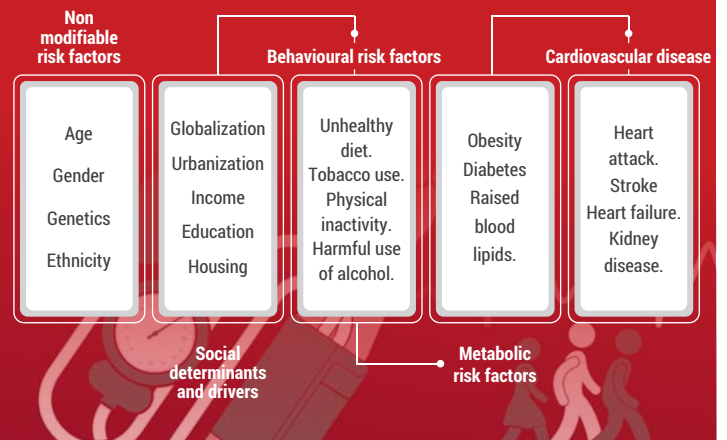 Non
modifiable
risk factors
Age
Gender
Genetics
Ethnicity
Globalization
Urbanization
Income
Education
Housing
Social
determinants
and drivers
Behavioural risk factors
Unhealthy
diet.
Tobacco use.
Physical
inactivity.
Harmful use
of alcohol.
Obesity
Diabetes
Raised
blood
lipids.
Metabolic
risk factors
Cardiovascular disease
Heart
attack.
Stroke
Heart failure.
Kidney
disease.